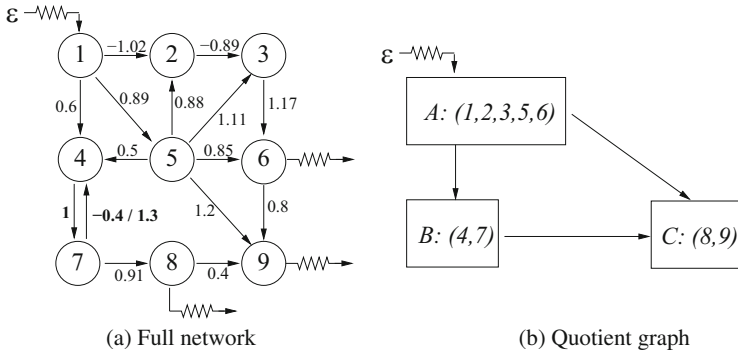 ε
1 −1.02 2 −0.89 3
0.6 0.89 0.88 1.11 1.17
4 0.5 5 0.85 6
1 −0.4 / 1.3 1.2 0.8
7 0.91 8 0.4 9
(a) Full network
ε
A: (1,2,3,5,6)
B: (4,7)
C: (8,9)
(b) Quotient graph